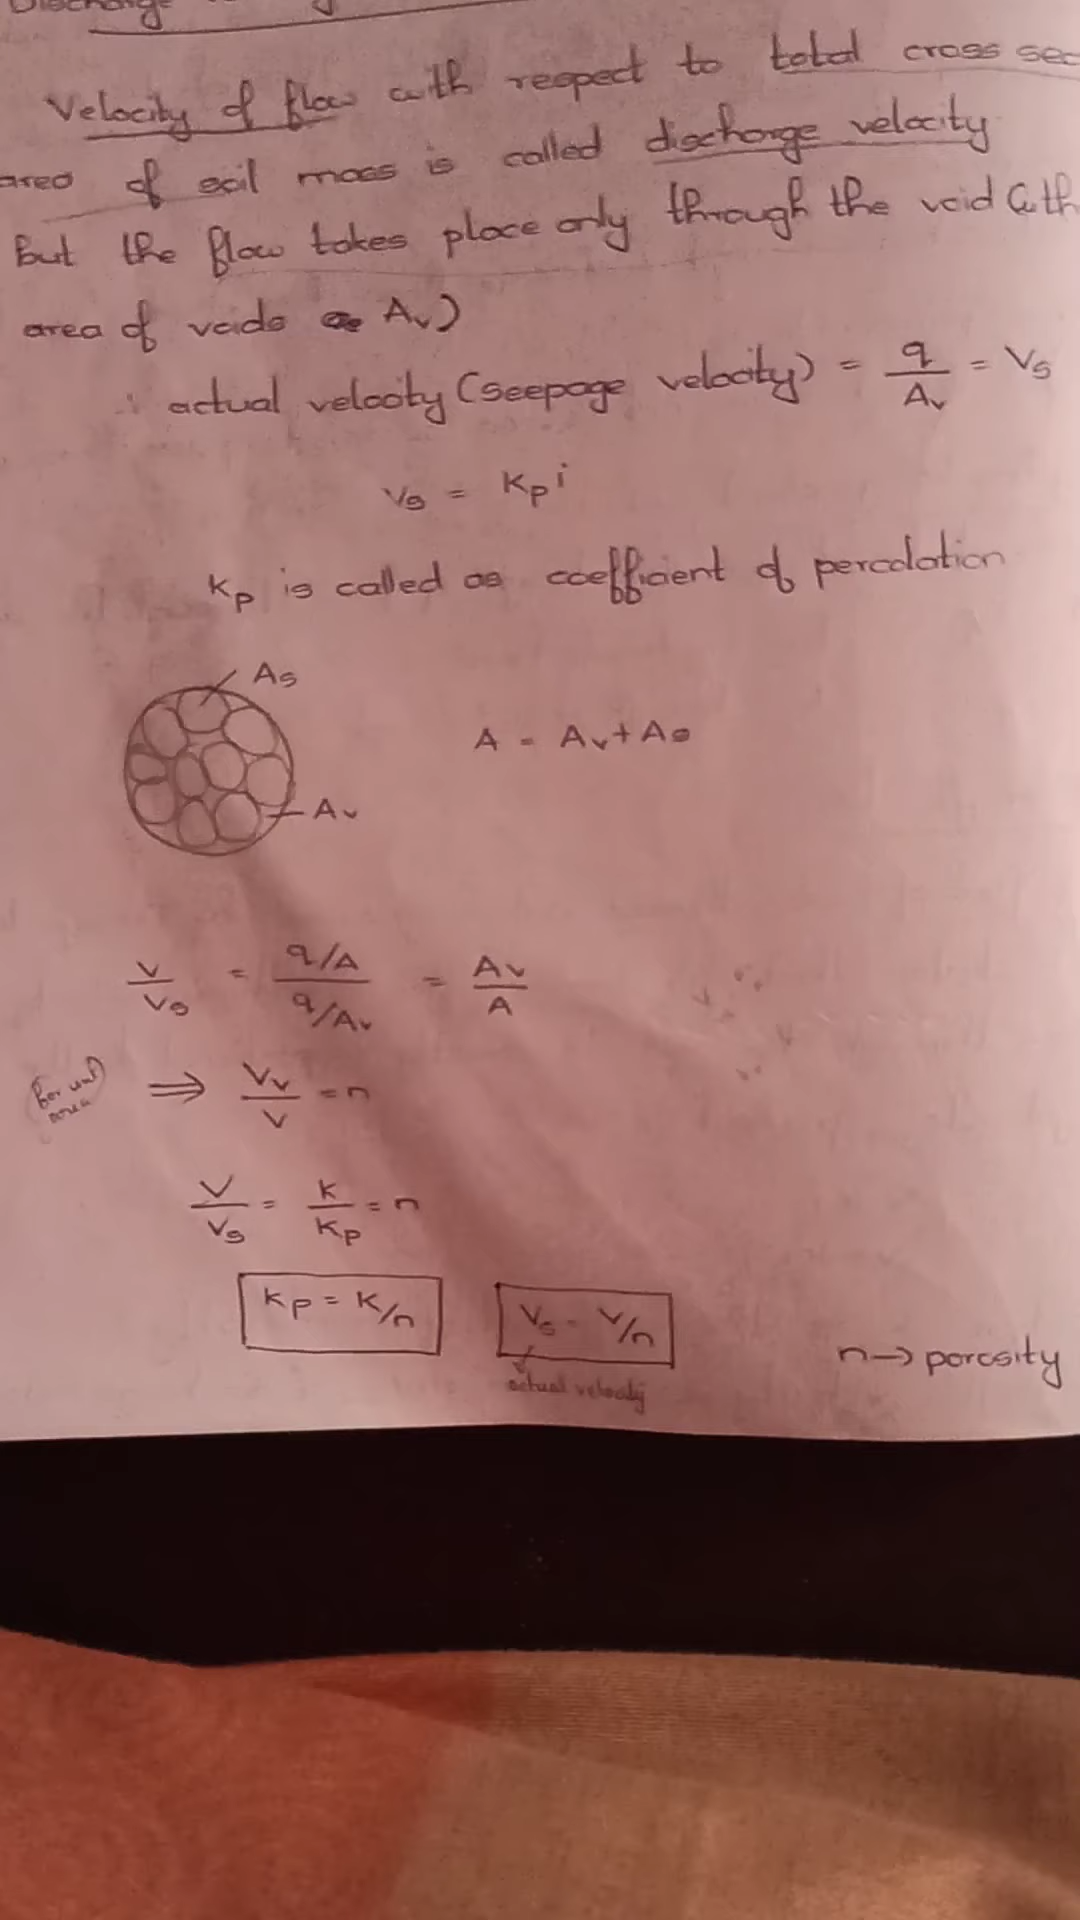 Discharge
Velocity of flow with respect to total cross sec
area of soil mass is called discharge velocity
But the flow takes place only through the void (ith
area of voids as Av)
∴ actual velocity (seepage velocity) = q/Av = Vs
Vs = Kp i
Kp is called as coefficient of percolation
As
A = Av + As
Av
V/Vs = (q/A)/(q/Av) = Av/A
(for unit area) ⇒ Vv/V = n
V/Vs = K/Kp = n
Kp = K/n Vs = V/n
n → porosity
actual velocity